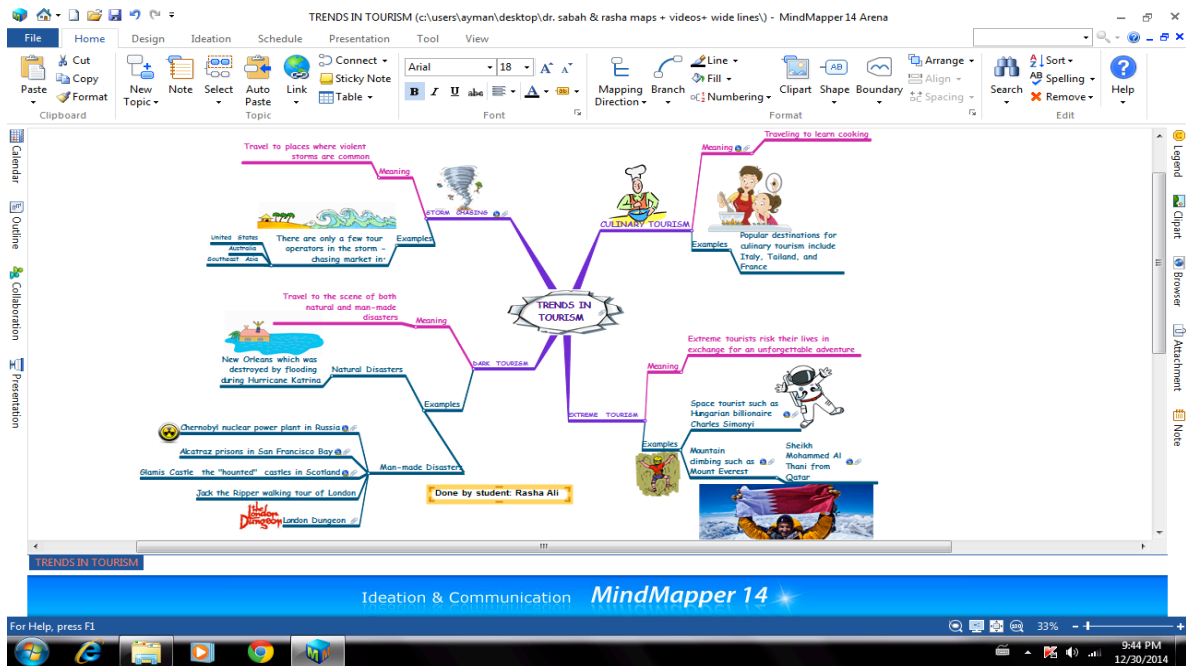 TRENDS IN TOURISM (c:\users\ayman\desktop\dr. sabah & rasha maps + videos+ wide lines\) - MindMapper 14 Arena
File Home Design Ideation Schedule Presentation Tool View
Cut
Copy
Format
Paste
Clipboard
New Topic
Note
Select
Auto Paste
Link
Connect
Sticky Note
Table
Topic
Arial 18
B I U abc A
Font
Mapping Direction
Branch
Line
Fill
Numbering
Clipart
Shape
AB
Boundary
Arrange
Align
Spacing
Format
Search
Sort
Spelling
Remove
Edit
Help
Calendar
Outline
Collaboration
Presentation
Legend
Clipart
Browser
Attachment
Note
TRENDS IN
TOURISM
STORM CHASING
Meaning
Travel to places where violent
storms are common
Examples
There are only a few tour
operators in the storm -
chasing market in:
United States
Australia
Southeast Asia
CULINARY TOURISM
Meaning
Traveling to learn cooking
Examples
Popular destinations for
culinary tourism include
Italy, Tailand, and
France
DARK TOURISM
Meaning
Travel to the scene of both
natural and man-made
disasters
Examples
Natural Disasters
New Orleans which was
destroyed by flooding
during Hurricane Katrina
Man-made Disasters
Chernobyl nuclear power plant in Russia
Alcatraz prisons in San Francisco Bay
Glamis Castle the "hounted" castles in Scotland
Jack the Ripper walking tour of London
London Dungeon
the London Dungeon
EXTREME TOURISM
Meaning
Extreme tourists risk their lives in
exchange for an unforgettable adventure
Examples
Space tourist such as
Hungarian billionaire
Charles Simonyi
Mountain
climbing such as
Mount Everest
Sheikh
Mohammed Al
Thani from
Qatar
Done by student: Rasha Ali
TRENDS IN TOURISM
Ideation & Communication MindMapper 14
For Help, press F1
33%
9:44 PM
12/30/2014